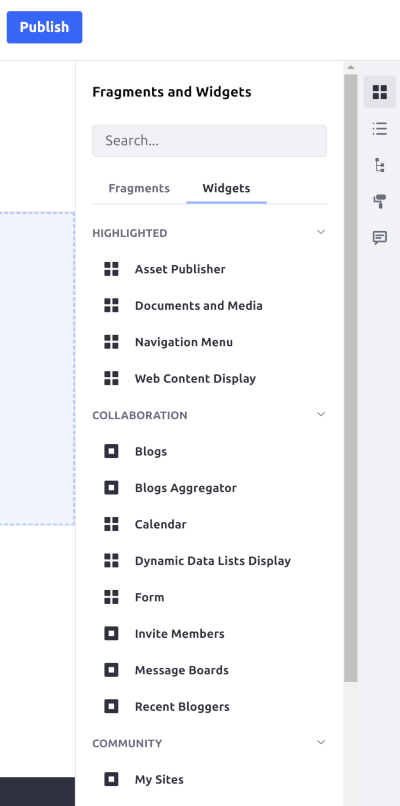 Publish
Fragments and Widgets
Search...
Fragments Widgets
HIGHLIGHTED
Asset Publisher
Documents and Media
Navigation Menu
Web Content Display
COLLABORATION
Blogs
Blogs Aggregator
Calendar
Dynamic Data Lists Display
Form
Invite Members
Message Boards
Recent Bloggers
COMMUNITY
My Sites